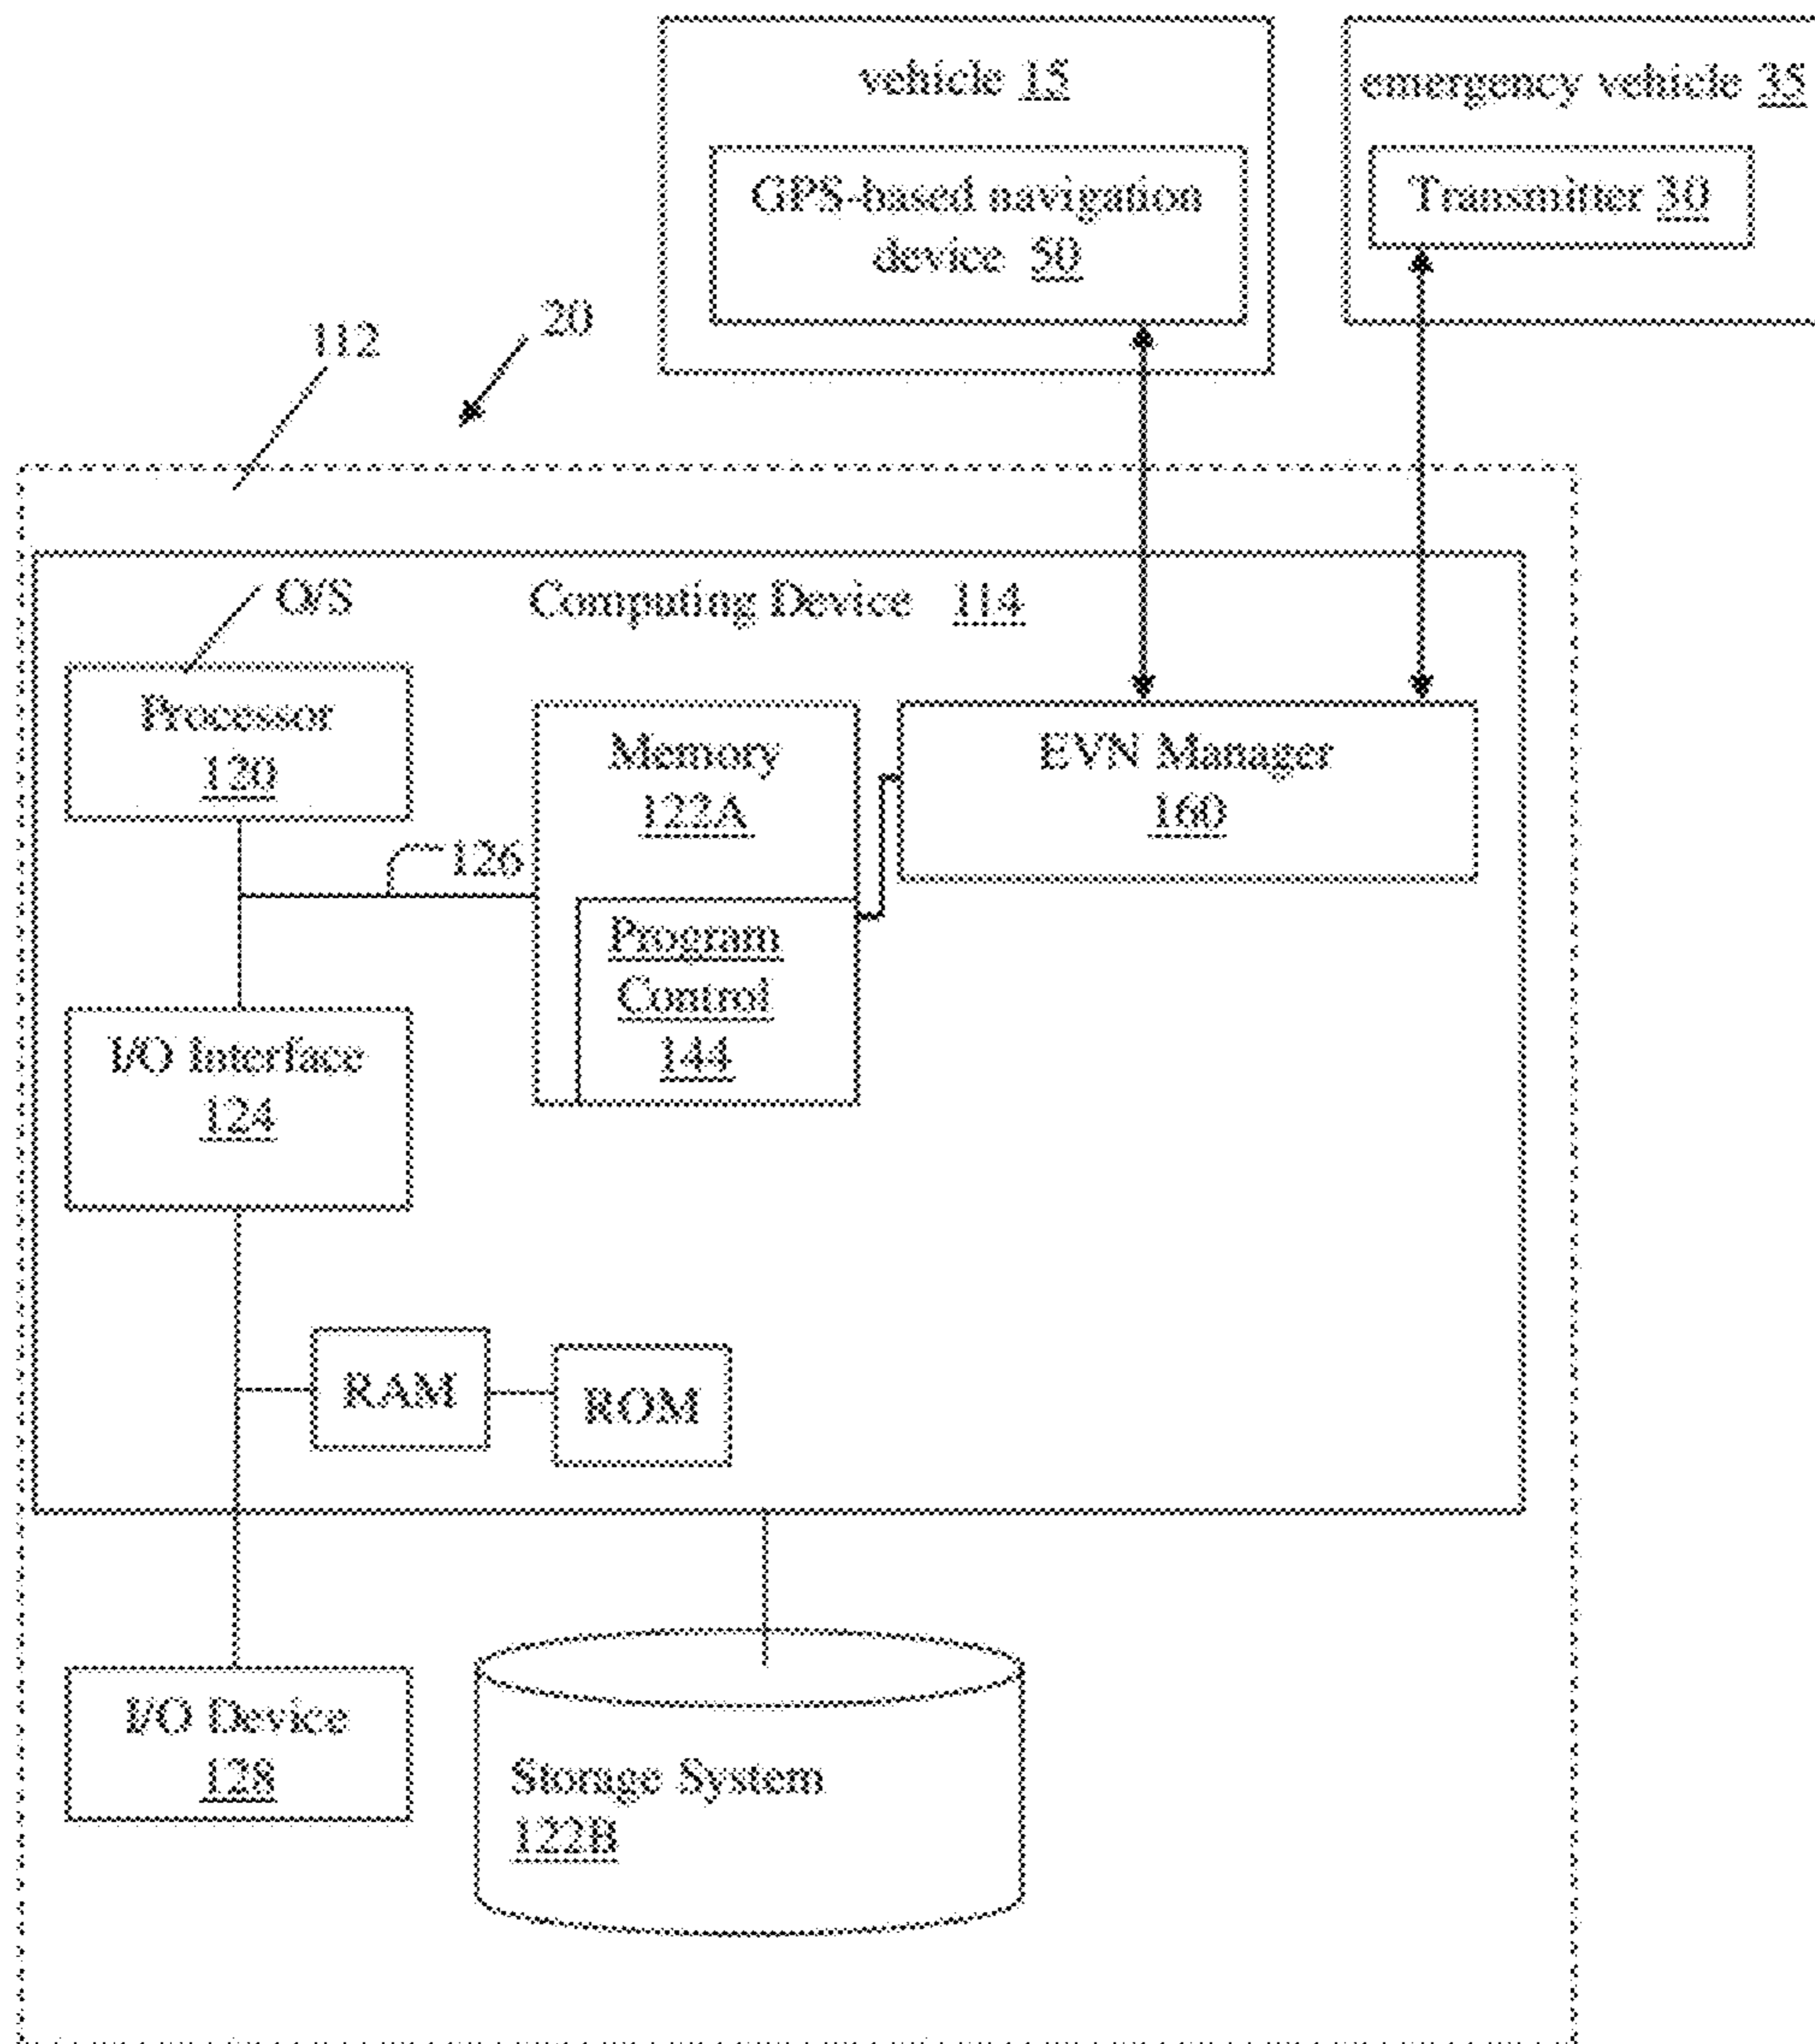 vehicle 15
emergency vehicle 35
GPS-based navigation
device 50
Transmitter 30
20
112
O/S
Computing Device 114
Processor
120
Memory
122A
EVN Manager
160
126
Program
Control
144
I/O Interface
124
RAM
ROM
I/O Device
128
Storage System
122B